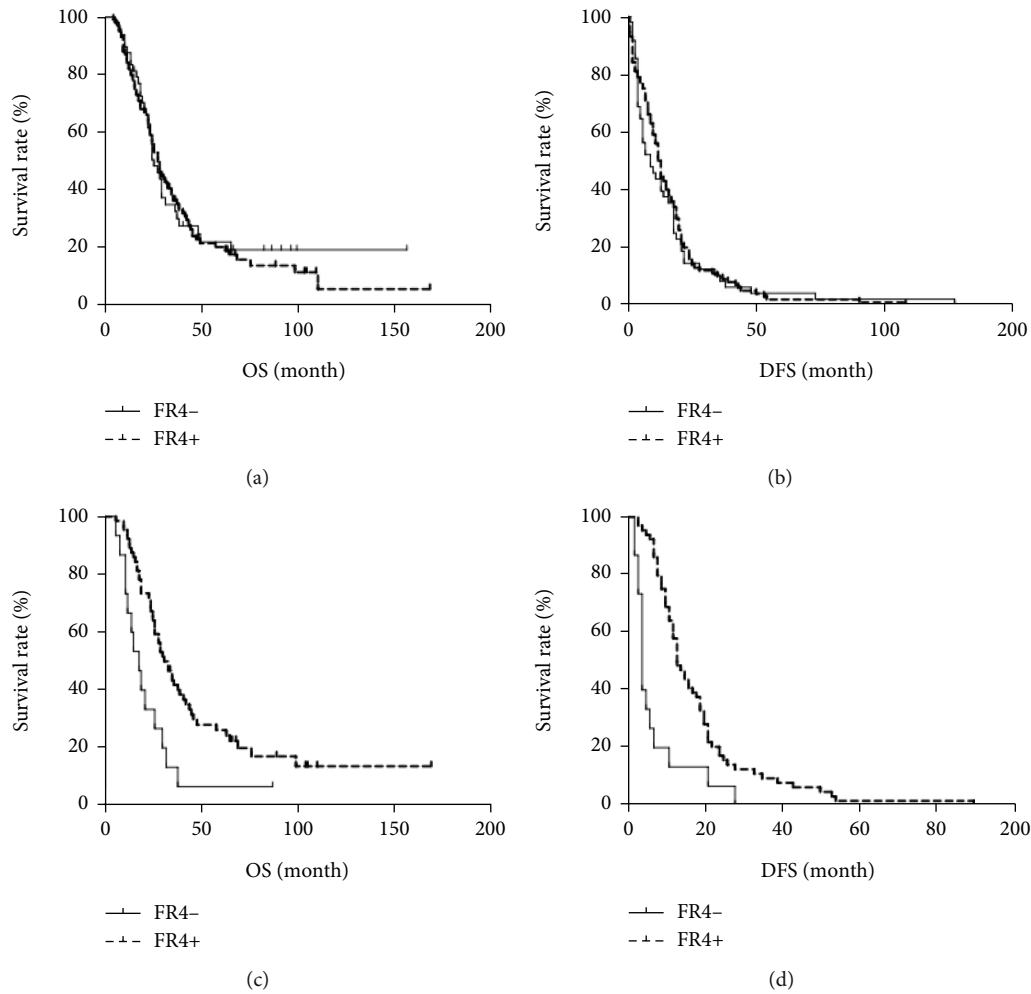 100
80
60
40
20
0
Survival rate (%)
0 50 100 150 200
OS (month)
FR4–
FR4+
(a)
100
80
60
40
20
0
Survival rate (%)
0 50 100 200
DFS (month)
FR4–
FR4+
(b)
100
80
60
40
20
0
Survival rate (%)
0 50 100 150 200
OS (month)
FR4–
FR4+
(c)
100
80
60
40
20
0
Survival rate (%)
0 20 40 60 80 200
DFS (month)
FR4–
FR4+
(d)